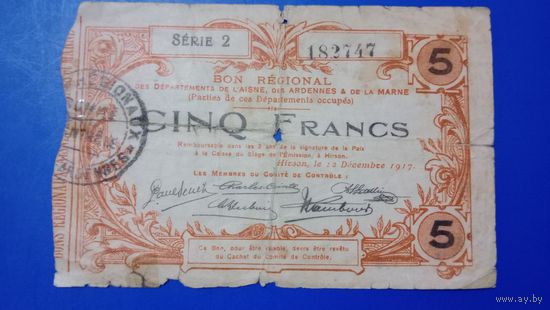 SÉRIE 2
182747
5
BON RÉGIONAL
DES DÉPARTEMENTS DE L'AISNE, DES ARDENNES & DE LA MARNE
(Parties de ces Départements occupés)
CINQ FRANCS
Remboursable dans les 2 ans de la signature de la Paix
à la Caisse du Siège de l'Émission, à Hirson.
Hirson, le 12 Décembre 1917.
LES MEMBRES DU COMITÉ DE CONTRÔLE :
5
Ce Bon, pour être valable, devra être revêtu
du Cachet du Comité de Contrôle.
ay.by